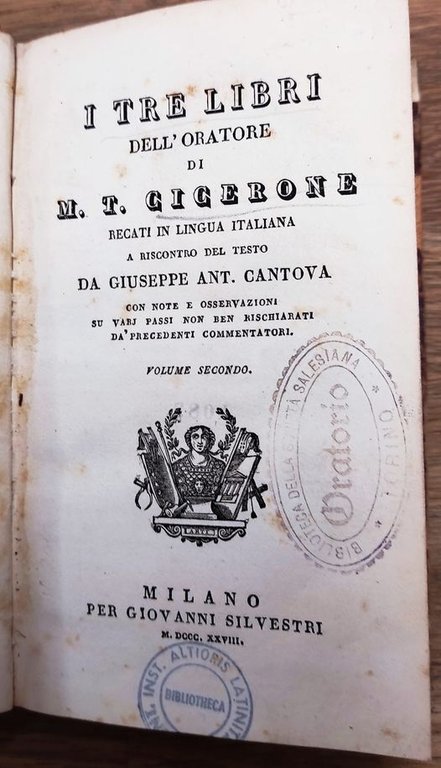 I TRE LIBRI
DELL'ORATORE
DI
M. T. CICERONE
RECATI IN LINGUA ITALIANA
A RISCONTRO DEL TESTO
DA GIUSEPPE ANT. CANTOVA
CON NOTE E OSSERVAZIONI
SU VARJ PASSI NON BEN RISCHIARATI
DA' PRECEDENTI COMMENTATORI.
VOLUME SECONDO.
BIBLIOTECA DELLA SOCIETÀ SALESIANA
Oratorio
* TORINO *
MILANO
PER GIOVANNI SILVESTRI
M. DCCC. XXVIII.
INST. ALTIORIS LATINITA
BIBLIOTHECA